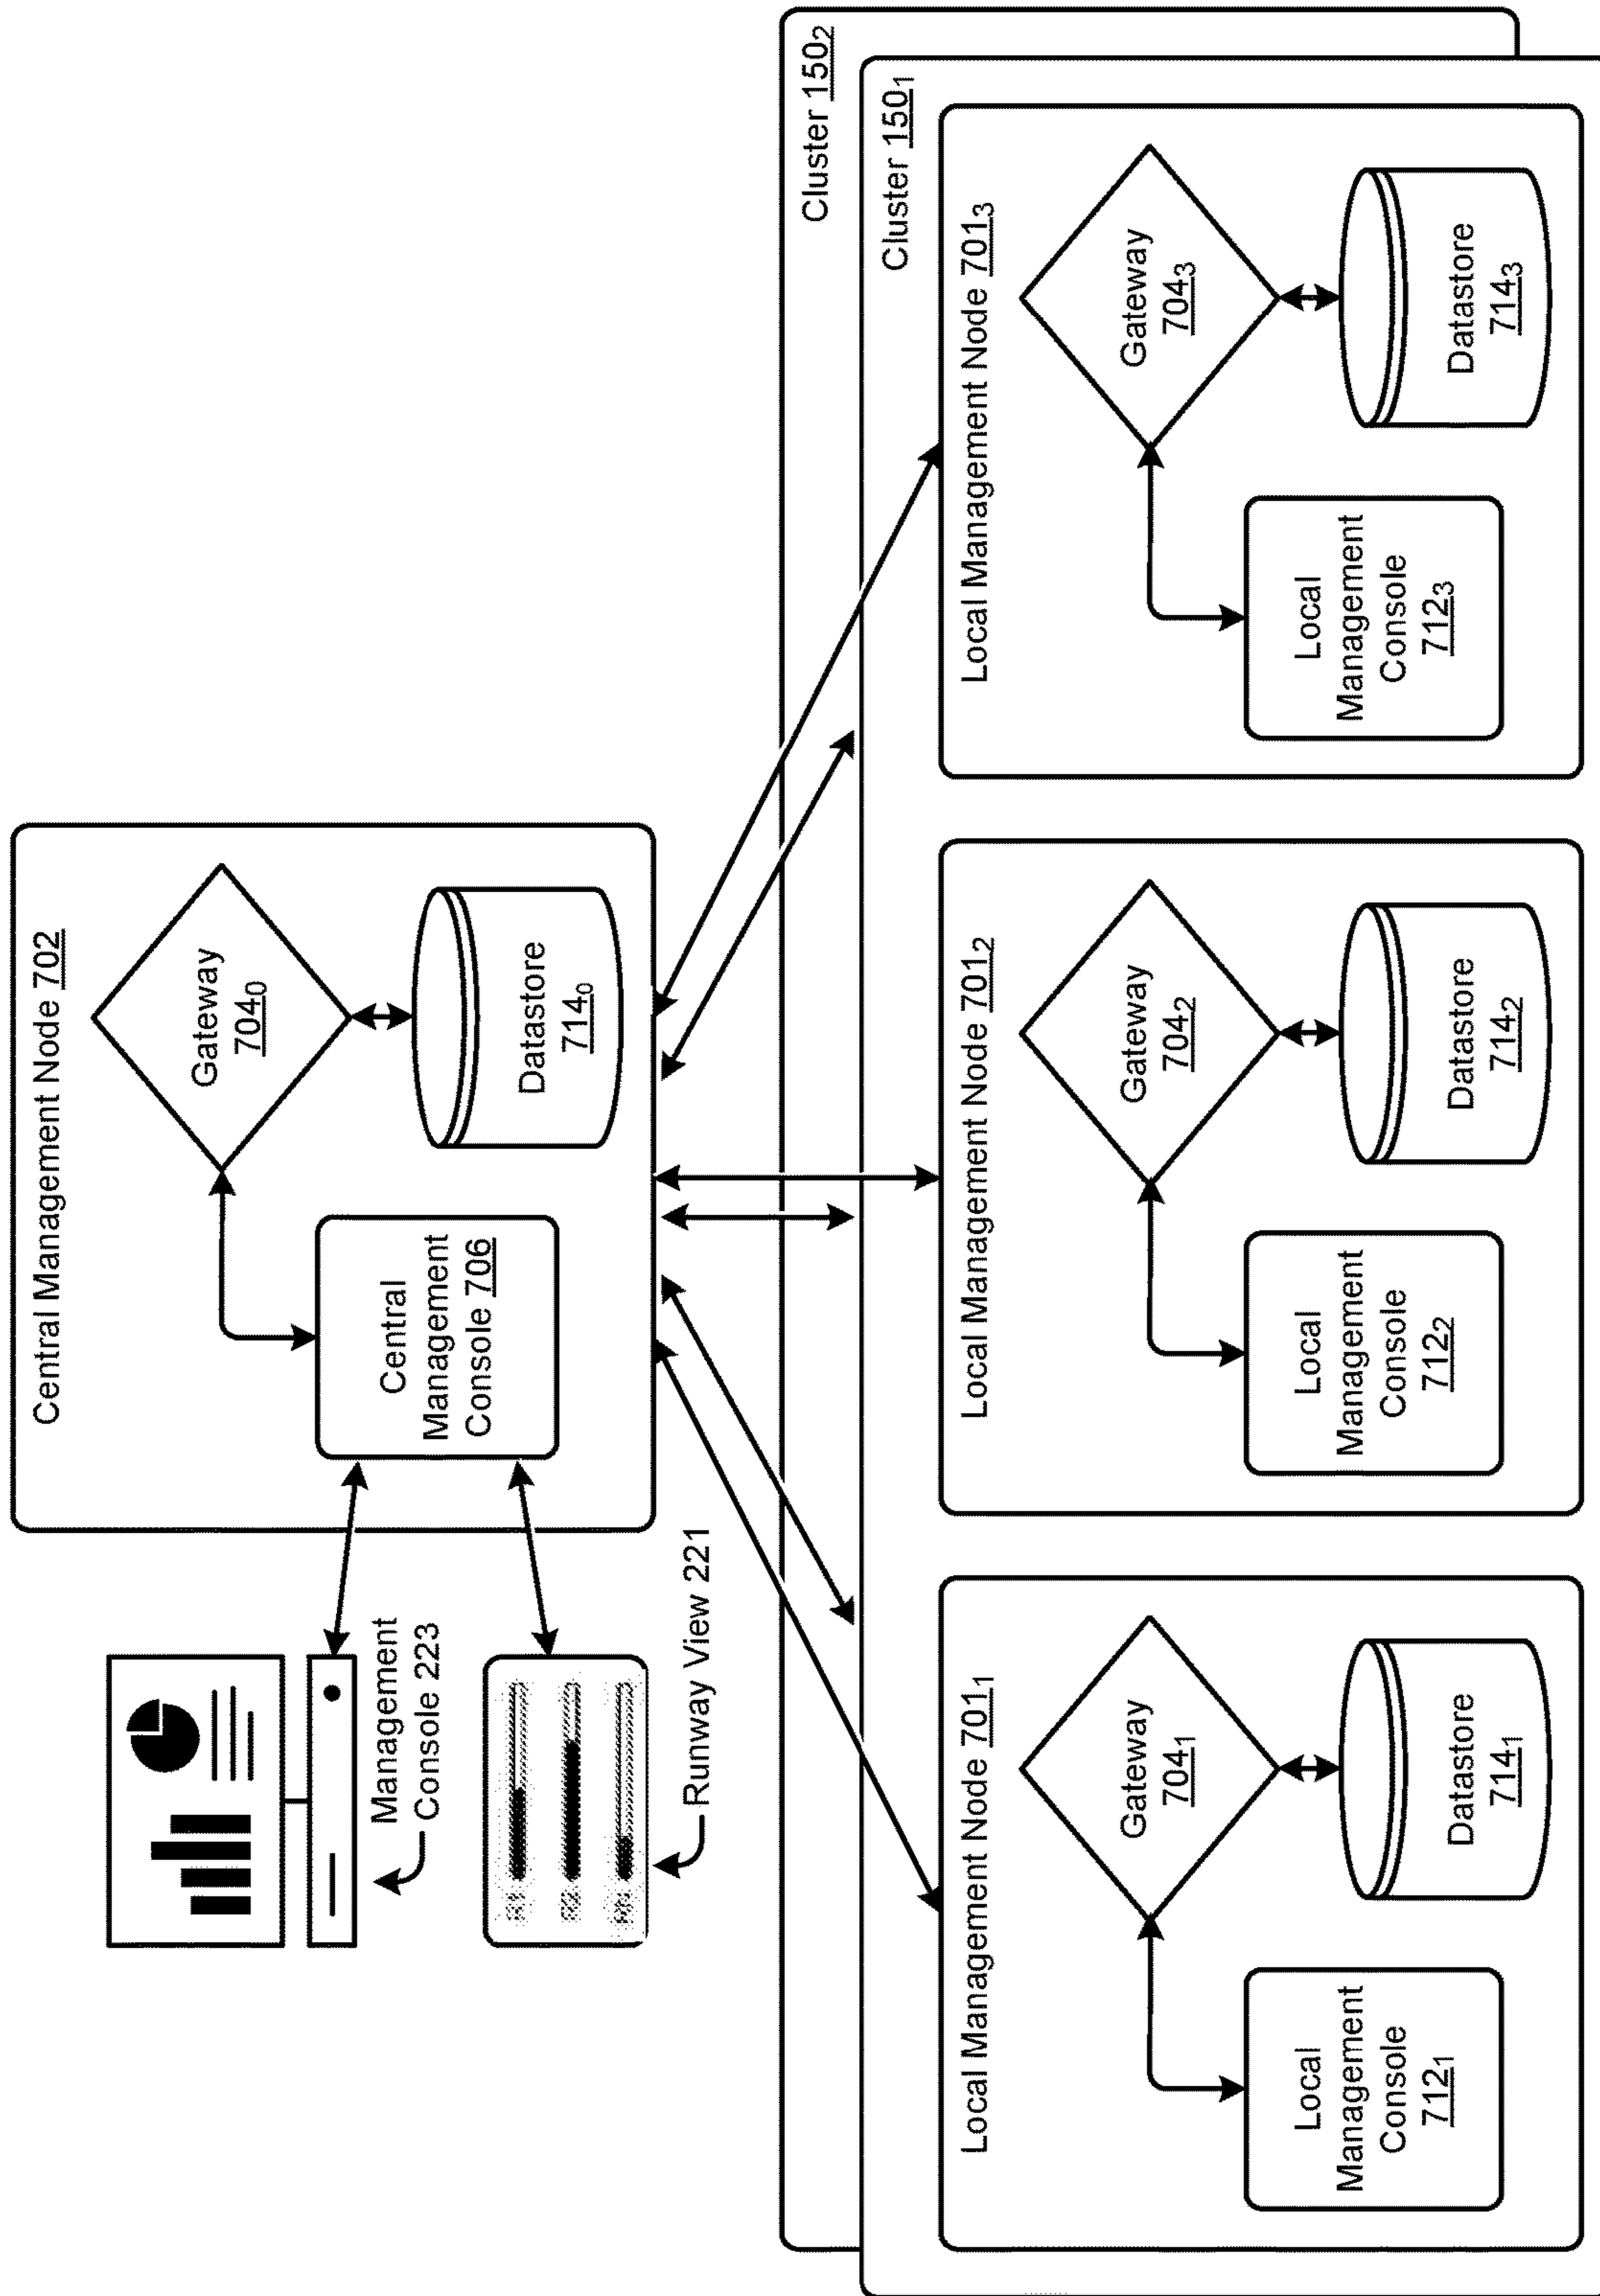 Central Management Node 702
Gateway
704₀
Datastore
714₀
Central
Management
Console 706
Management
Console 223
Runway View 221
Cluster 150₂
Cluster 150₁
Local Management Node 701₁
Gateway
704₁
Datastore
714₁
Local
Management
Console
712₁
Local Management Node 701₂
Gateway
704₂
Datastore
714₂
Local
Management
Console
712₂
Local Management Node 701₃
Gateway
704₃
Datastore
714₃
Local
Management
Console
712₃